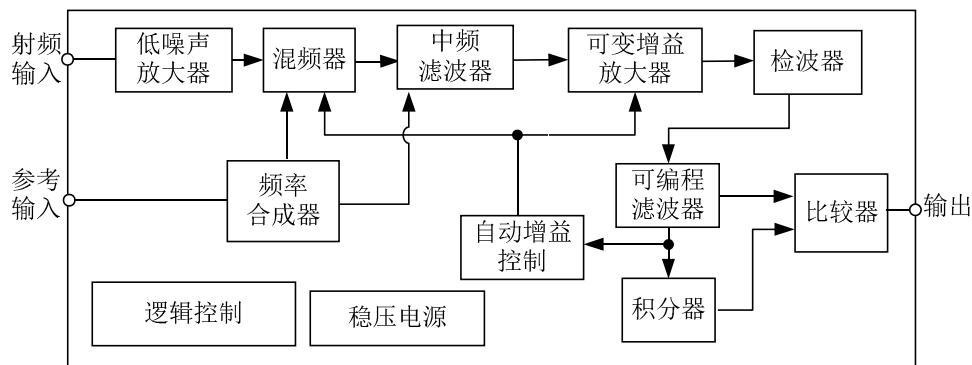 射频
输入
低噪声
放大器
混频器
中频
滤波器
可变增益
放大器
检波器
参考
输入
频率
合成器
自动增益
控制
可编程
滤波器
比较器
输出
积分器
逻辑控制
稳压电源